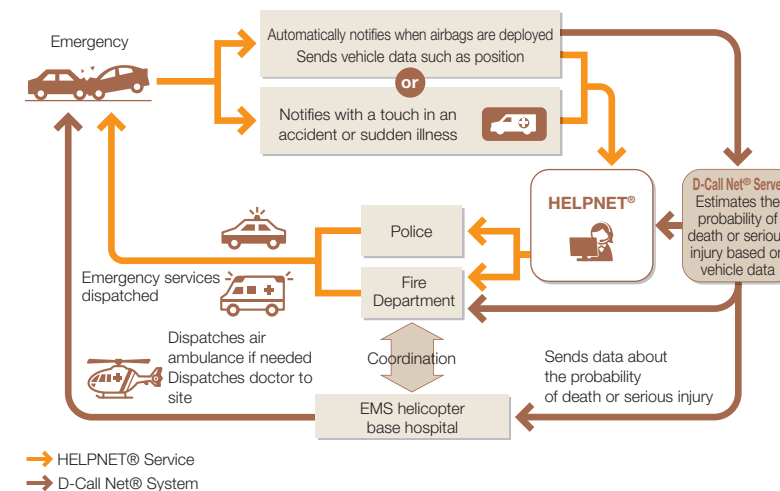 Emergency
Automatically notifies when airbags are deployed
Sends vehicle data such as position
or
Notifies with a touch in an
accident or sudden illness
HELPNET®
D-Call Net®
Estimates the
probability of
death or
injury based
vehicle data
Police
Fire
Department
Emergency services
dispatched
Coordination
Dispatches air
ambulance if needed
Dispatches doctor to
site
Sends data about
the probability
of death or serious injury
EMS helicopter
base hospital
HELPNET® Service
D-Call Net® System